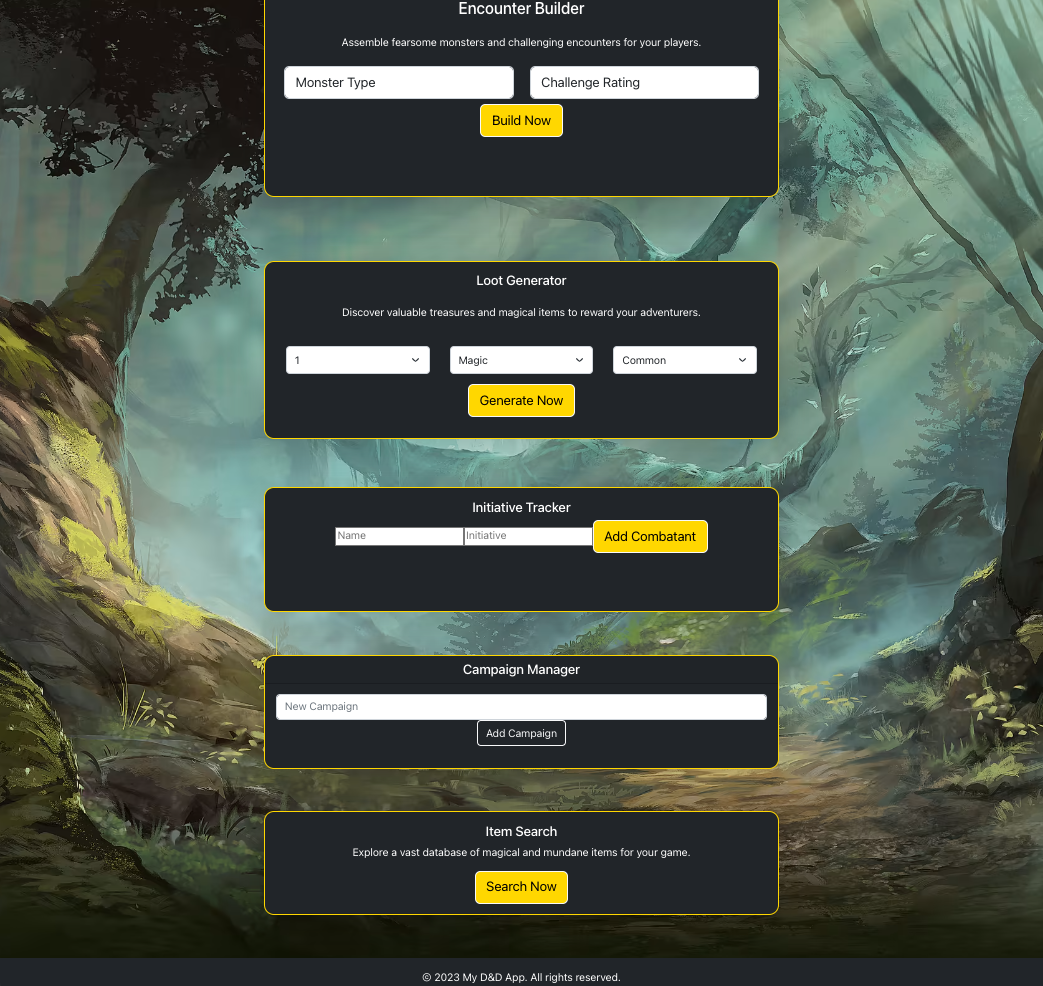 Encounter Builder
Assemble fearsome monsters and challenging encounters for your players.
Monster Type Challenge Rating
Build Now
Loot Generator
Discover valuable treasures and magical items to reward your adventurers.
1 Magic Common
Generate Now
Initiative Tracker
Name Initiative Add Combatant
Campaign Manager
New Campaign
Add Campaign
Item Search
Explore a vast database of magical and mundane items for your game.
Search Now
© 2023 My D&D App. All rights reserved.